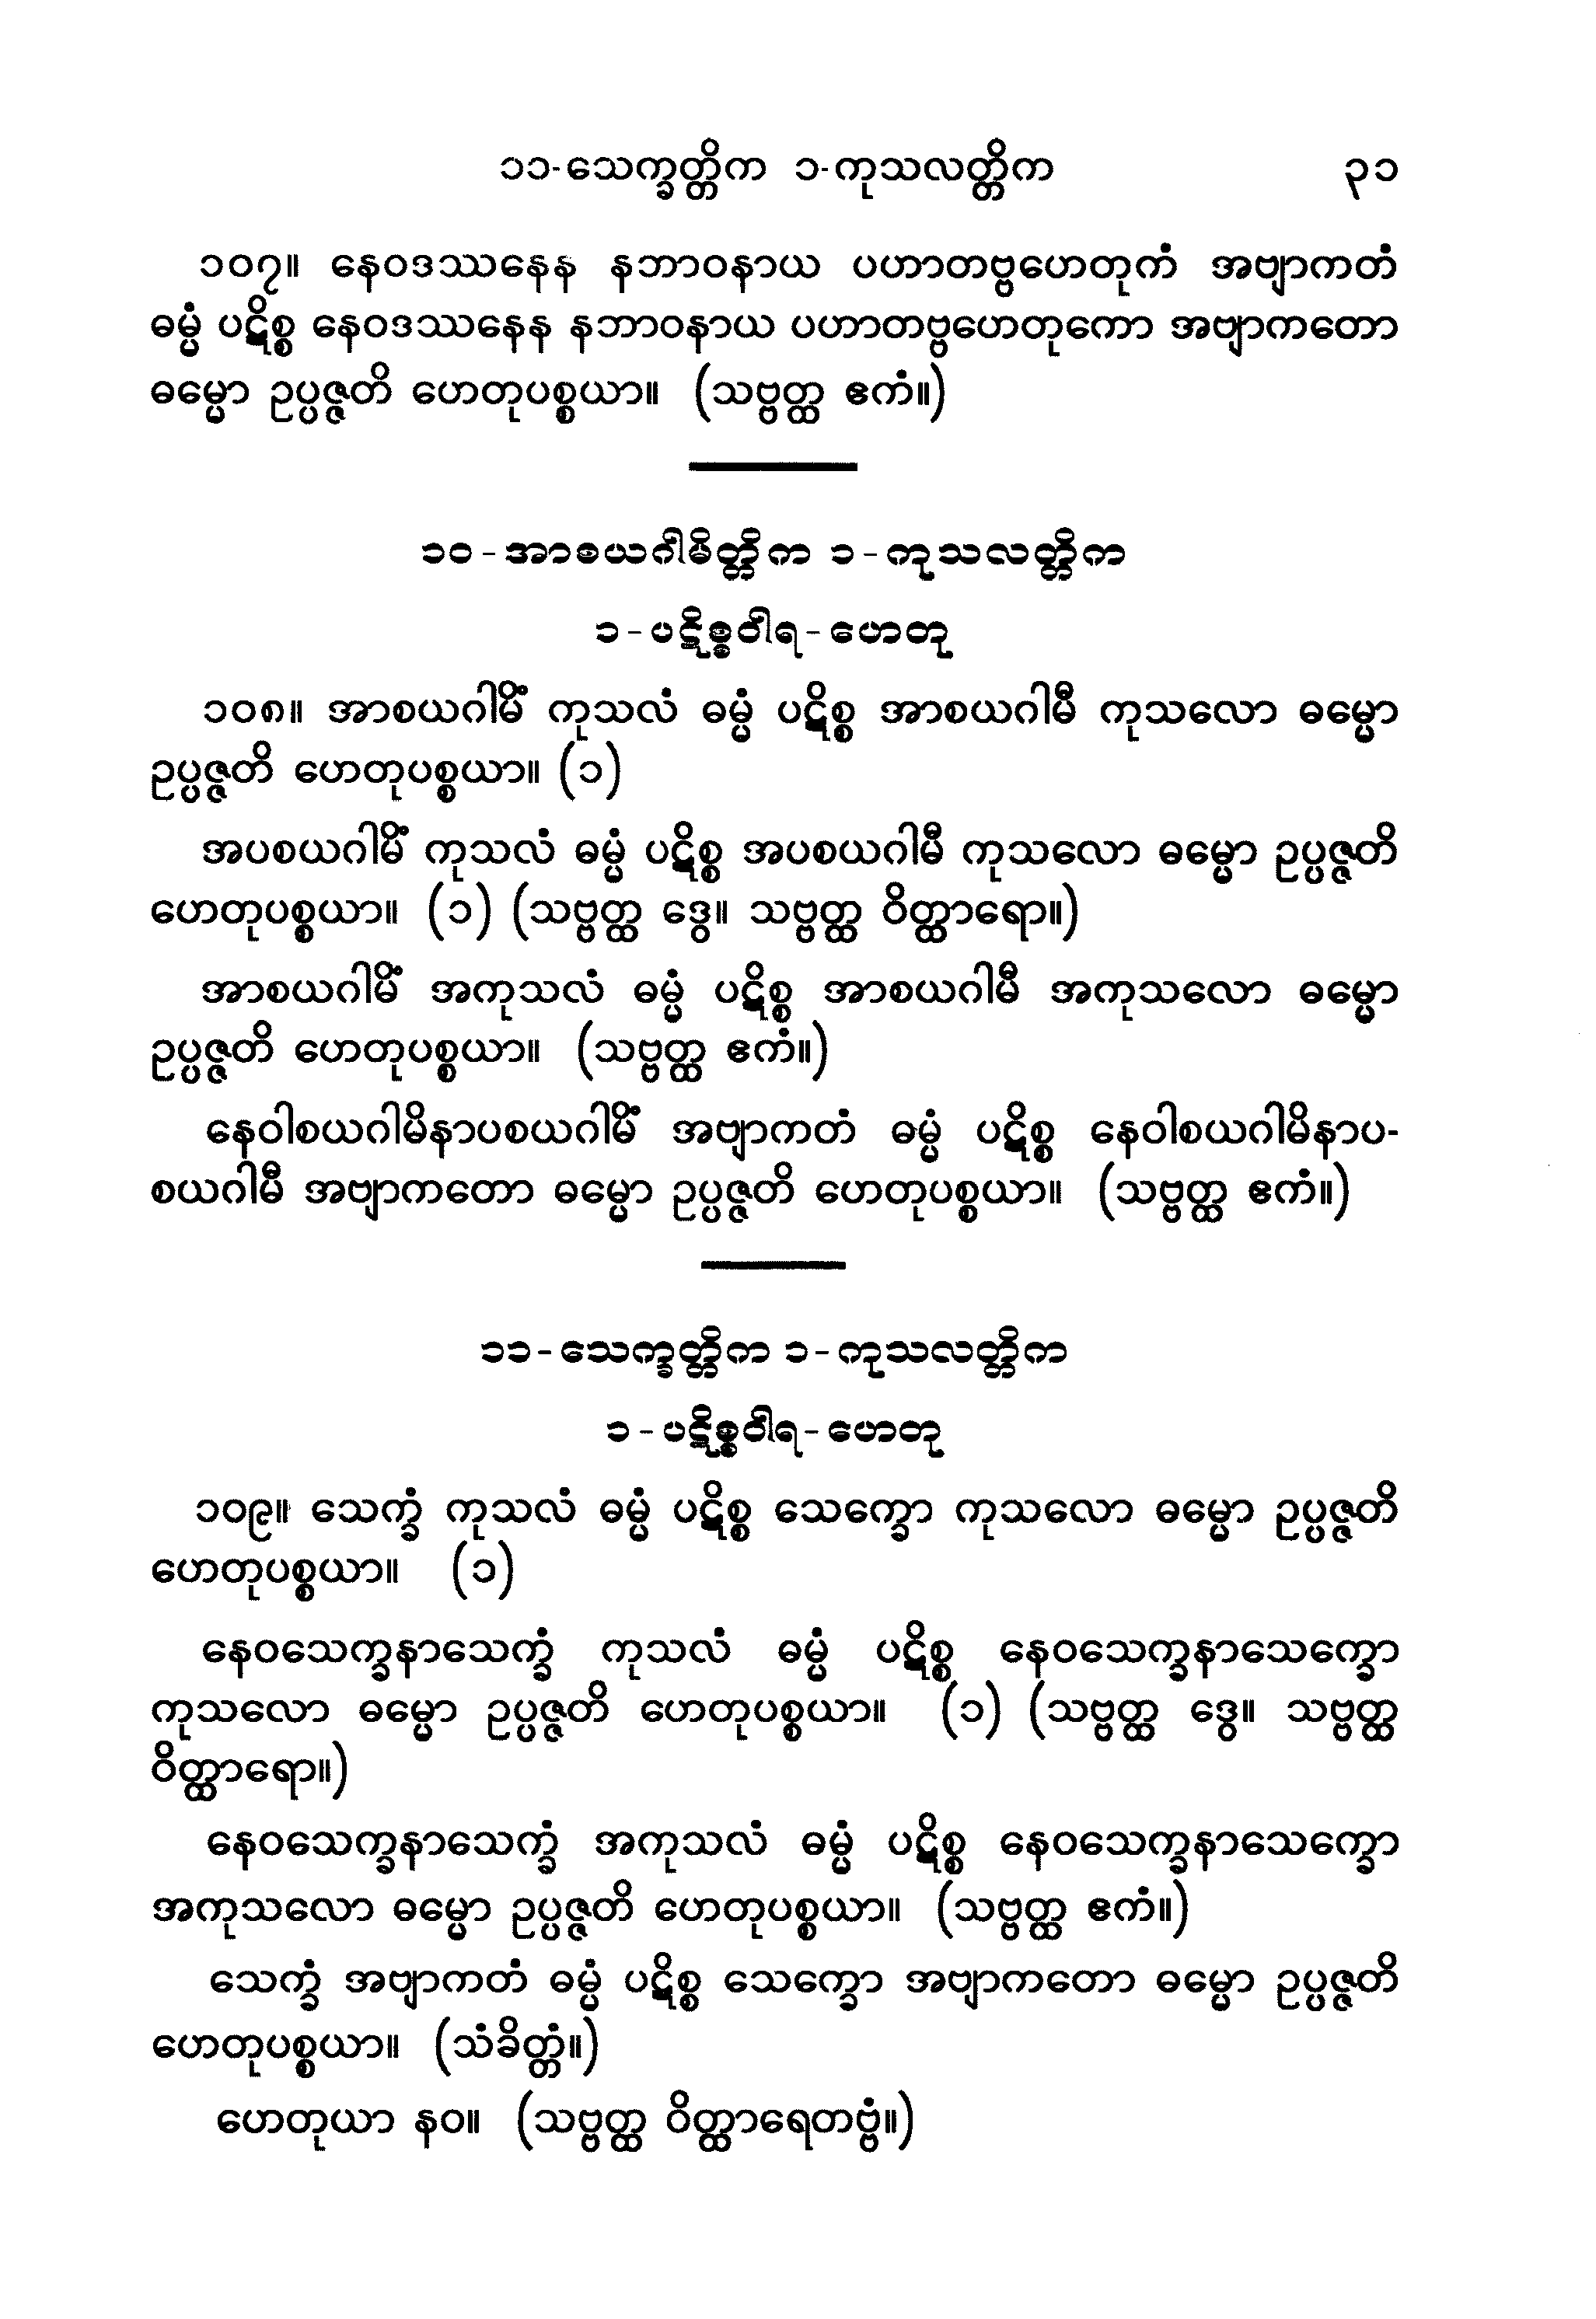 ၁၁-သေက္ခတ္တိက ၁-ကုသလတ္တိက ၃၁
၁၀၇။ နေဝဒဿနေန နဘာဝနာယ ပဟာတဗ္ဗဟေတုကံ အဗျာကတံ
ဓမ္မံ ပဋိစ္စ နေဝဒဿနေန နဘာဝနာယ ပဟာတဗ္ဗဟေတုကော အဗျာကတော
ဓမ္မော ဥပ္ပဇ္ဇတိ ဟေတုပစ္စယာ။ (သဗ္ဗတ္ထ ဧကံ။)
၁၀-အာစယဂါမိတ္တိက ၁-ကုသလတ္တိက
၁-ပဋိစ္စဝါရ-ဟေတု
၁၀၈။ အာစယဂါမိံ ကုသလံ ဓမ္မံ ပဋိစ္စ အာစယဂါမီ ကုသလော ဓမ္မော
ဥပ္ပဇ္ဇတိ ဟေတုပစ္စယာ။ (၁)
အပစယဂါမိံ ကုသလံ ဓမ္မံ ပဋိစ္စ အပစယဂါမီ ကုသလော ဓမ္မော ဥပ္ပဇ္ဇတိ
ဟေတုပစ္စယာ။ (၁) (သဗ္ဗတ္ထ ဒွေ။ သဗ္ဗတ္ထ ဝိတ္ထာရော။)
အာစယဂါမိံ အကုသလံ ဓမ္မံ ပဋိစ္စ အာစယဂါမီ အကုသလော ဓမ္မော
ဥပ္ပဇ္ဇတိ ဟေတုပစ္စယာ။ (သဗ္ဗတ္ထ ဧကံ။)
နေဝါစယဂါမိနာပစယဂါမိံ အဗျာကတံ ဓမ္မံ ပဋိစ္စ နေဝါစယဂါမိနာပ-
စယဂါမီ အဗျာကတော ဓမ္မော ဥပ္ပဇ္ဇတိ ဟေတုပစ္စယာ။ (သဗ္ဗတ္ထ ဧကံ။)
၁၁-သေက္ခတ္တိက ၁-ကုသလတ္တိက
၁-ပဋိစ္စဝါရ-ဟေတု
၁၀၉။ သေက္ခံ ကုသလံ ဓမ္မံ ပဋိစ္စ သေက္ခော ကုသလော ဓမ္မော ဥပ္ပဇ္ဇတိ
ဟေတုပစ္စယာ။ (၁)
နေဝသေက္ခနာသေက္ခံ ကုသလံ ဓမ္မံ ပဋိစ္စ နေဝသေက္ခနာသေက္ခော
ကုသလော ဓမ္မော ဥပ္ပဇ္ဇတိ ဟေတုပစ္စယာ။ (၁) (သဗ္ဗတ္ထ ဒွေ။ သဗ္ဗတ္ထ
ဝိတ္ထာရော။)
နေဝသေက္ခနာသေက္ခံ အကုသလံ ဓမ္မံ ပဋိစ္စ နေဝသေက္ခနာသေက္ခော
အကုသလော ဓမ္မော ဥပ္ပဇ္ဇတိ ဟေတုပစ္စယာ။ (သဗ္ဗတ္ထ ဧကံ။)
သေက္ခံ အဗျာကတံ ဓမ္မံ ပဋိစ္စ သေက္ခော အဗျာကတော ဓမ္မော ဥပ္ပဇ္ဇတိ
ဟေတုပစ္စယာ။ (သံခိတ္တံ။)
ဟေတုယာ နဝ။ (သဗ္ဗတ္ထ ဝိတ္ထာရေတဗ္ဗံ။)